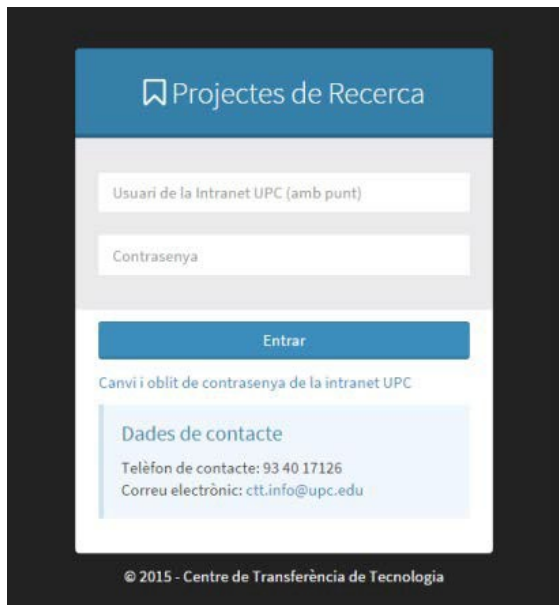 Projectes de Recerca
Usuari de la Intranet UPC (amb punt)
Contrasenya
Entrar
Canvi i oblit de contrasenya de la intranet UPC
Dades de contacte
Telèfon de contacte: 93 40 17126
Correu electrònic: ctt.info@upc.edu
© 2015 - Centre de Transferència de Tecnologia